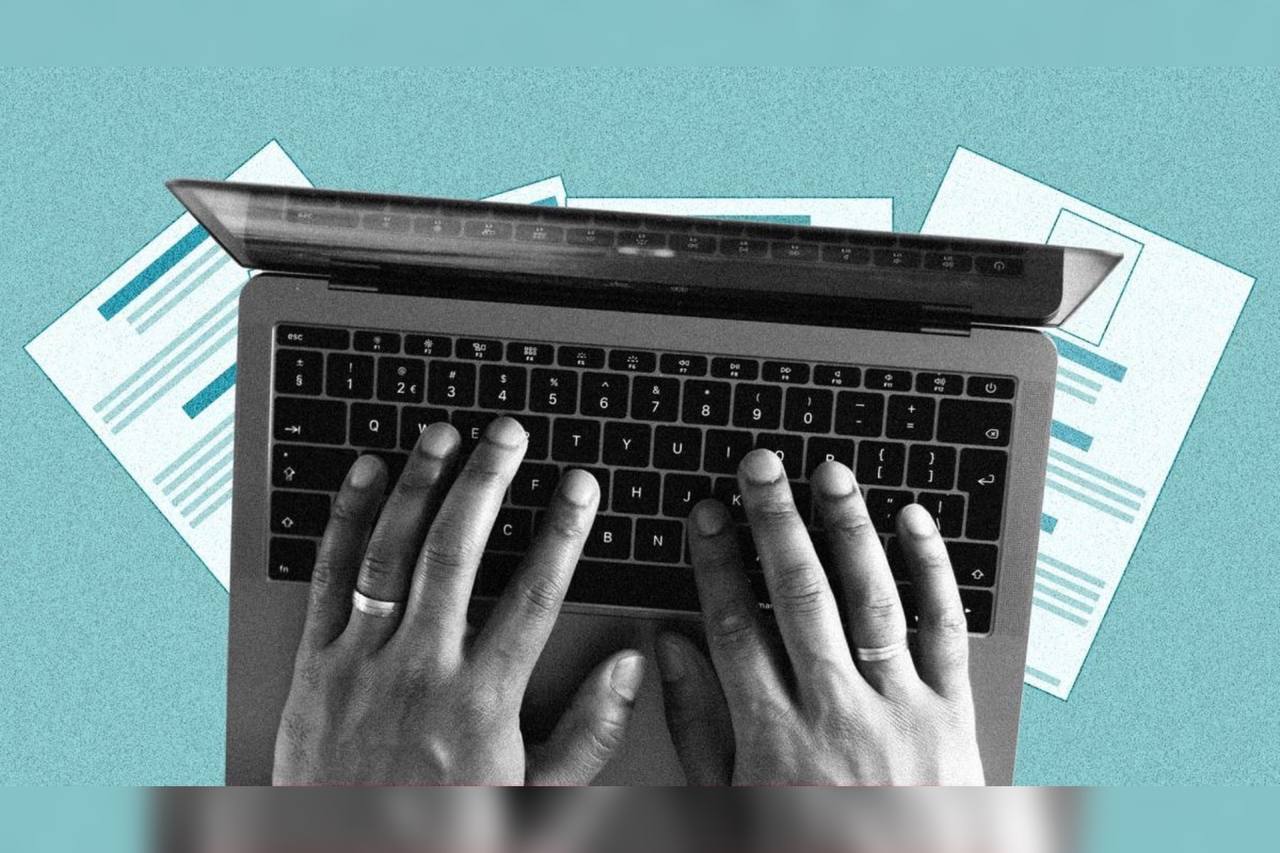 esc F1 F2 F3 F4 F5 F6 F7 F8 F9 F10 F11 F12
± ! @ # $ % ^ & * ( ) — +
§ 1 2 € 3 4 5 6 7 8 9 0 - =
Q W E T Y U I O P { }
[ ]
F H J K " |
C B N
fn